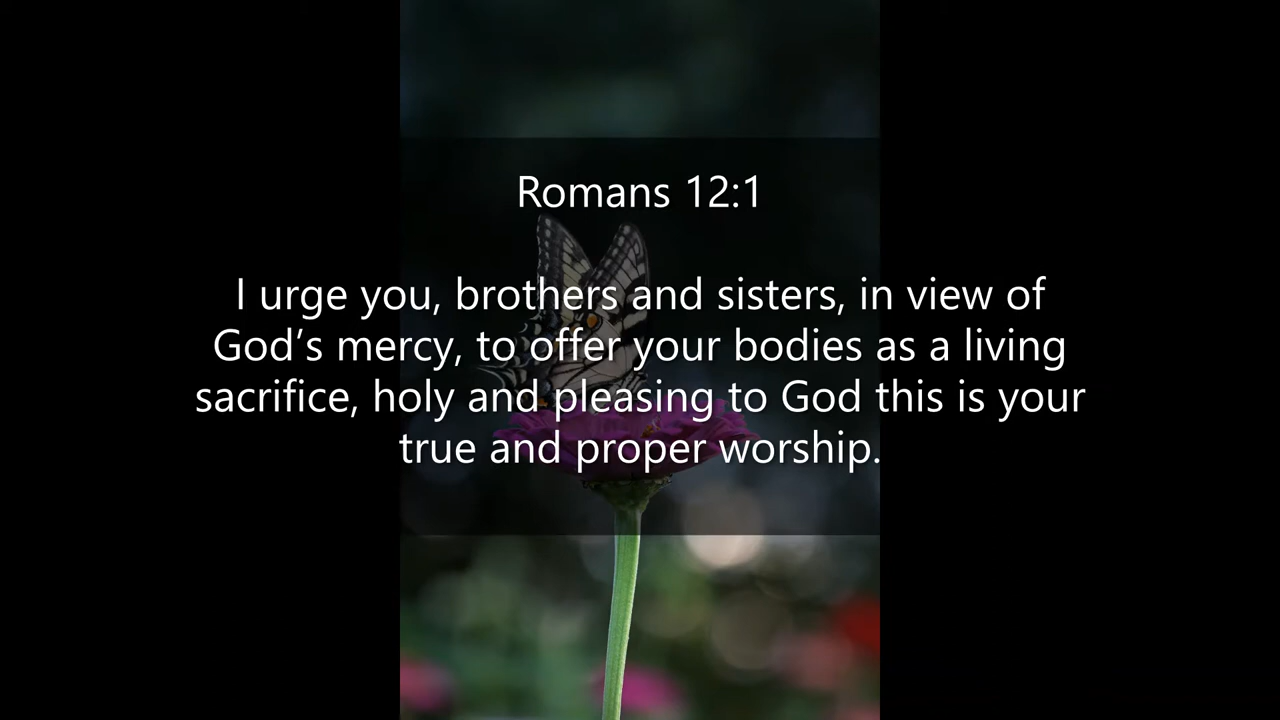 Romans 12:1
I urge you, brothers and sisters, in view of
God’s mercy, to offer your bodies as a living
sacrifice, holy and pleasing to God this is your
true and proper worship.